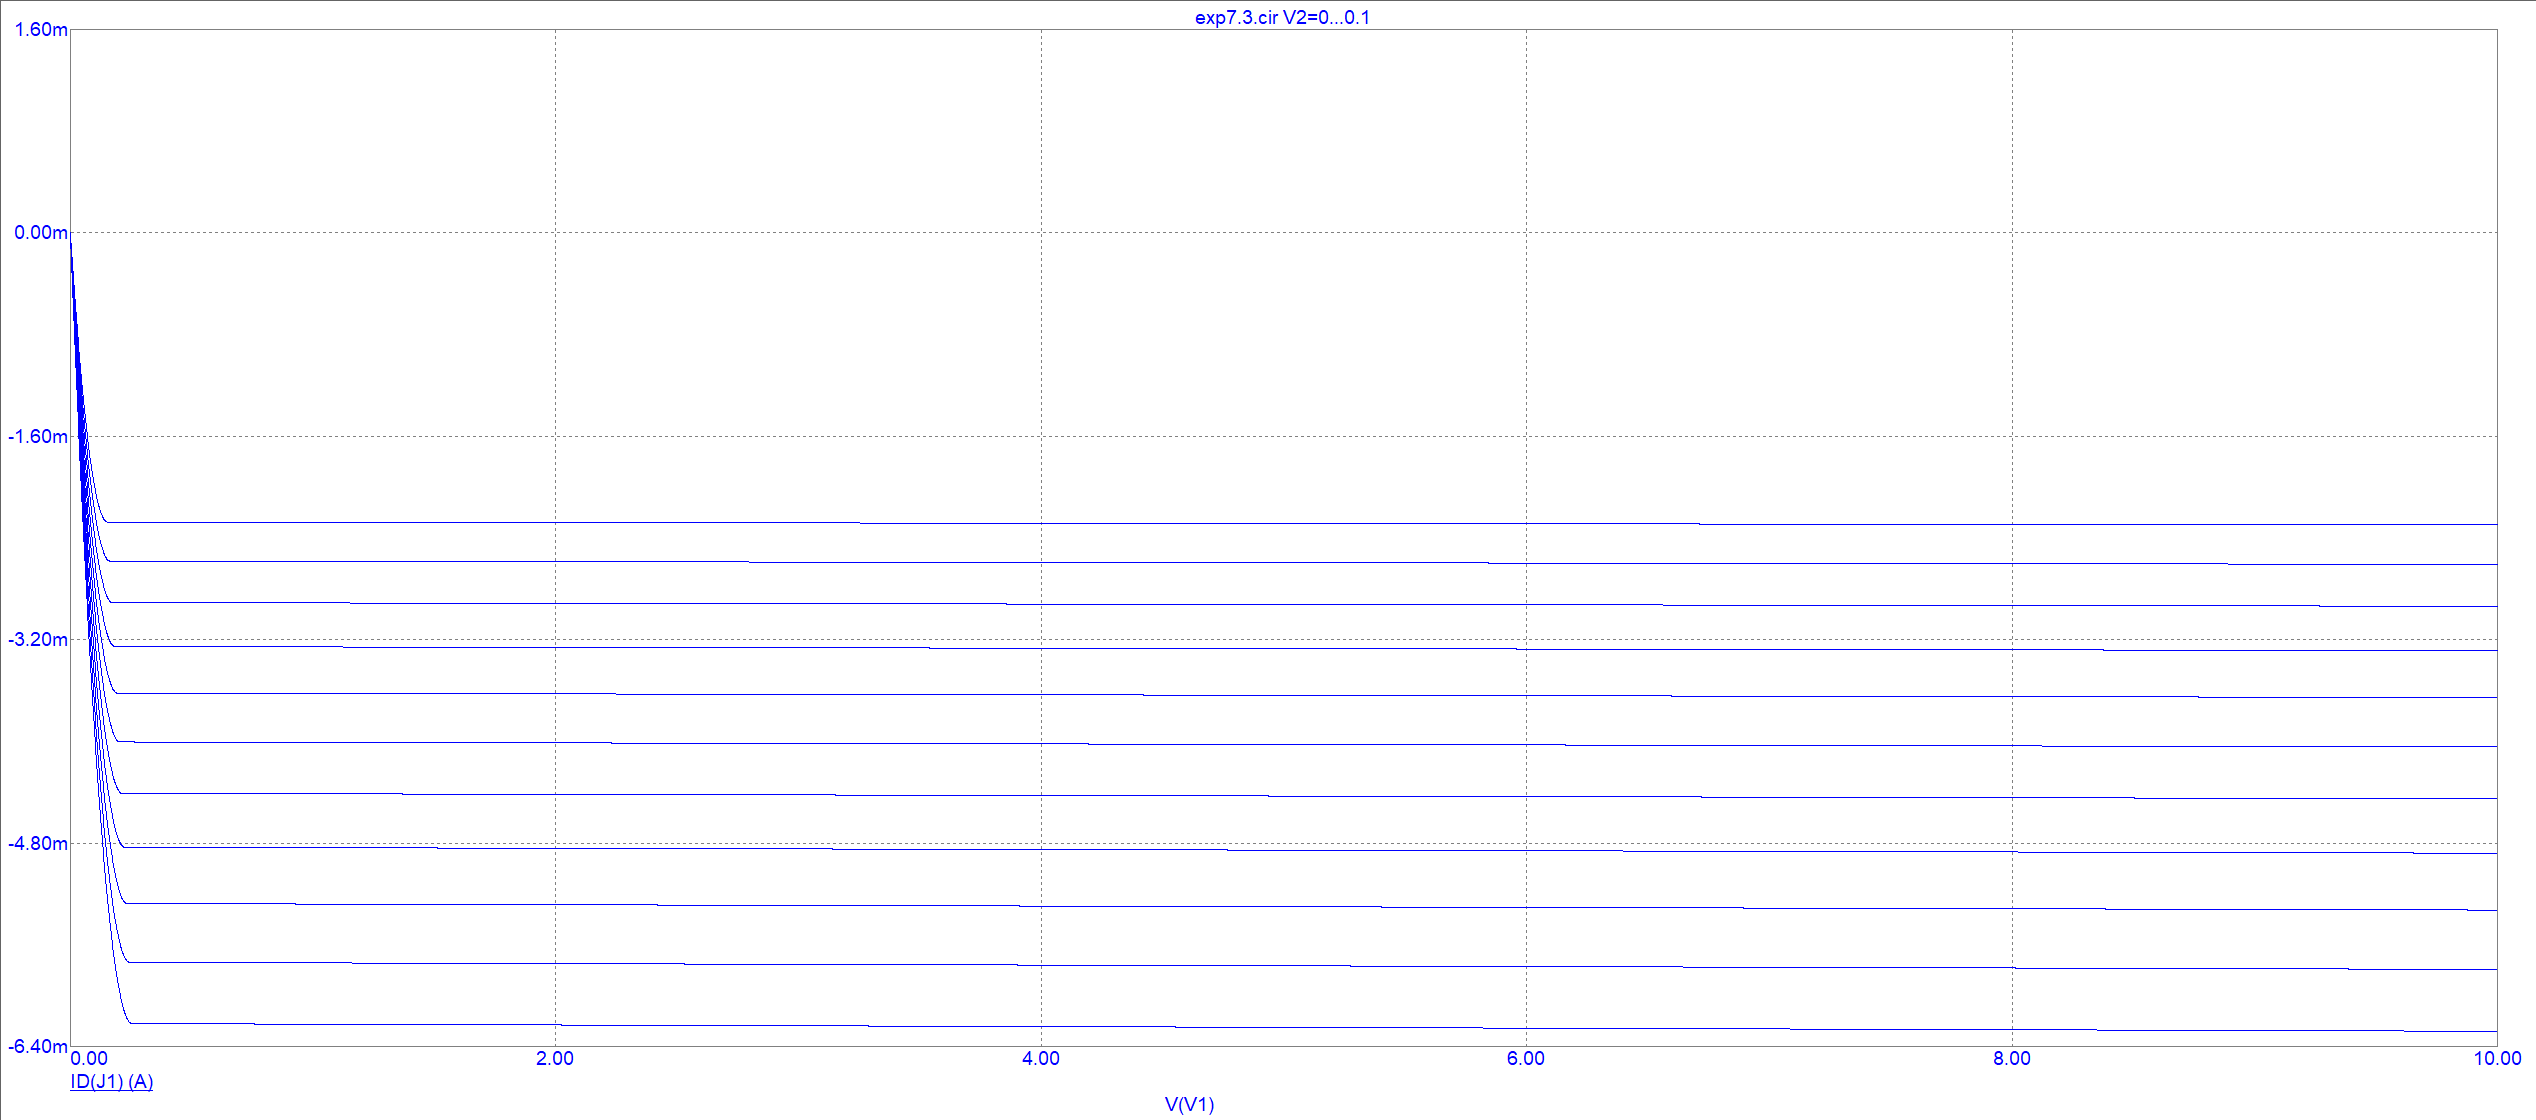 exp7.3.cir V2=0...0.1
1.60m
0.00m
-1.60m
-3.20m
-4.80m
-6.40m
0.00 2.00 4.00 6.00 8.00 10.00
ID(J1) (A)
V(V1)